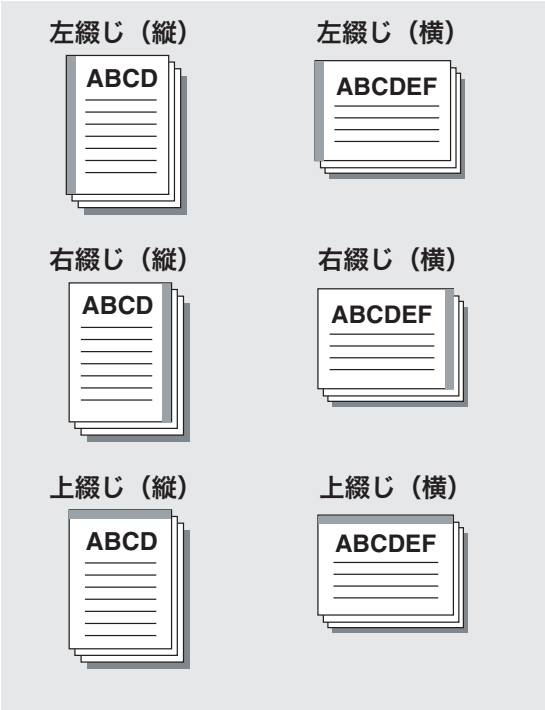 左綴じ（縦）
ABCD
左綴じ（横）
ABCDEF
右綴じ（縦）
ABCD
右綴じ（横）
ABCDEF
上綴じ（縦）
ABCD
上綴じ（横）
ABCDEF